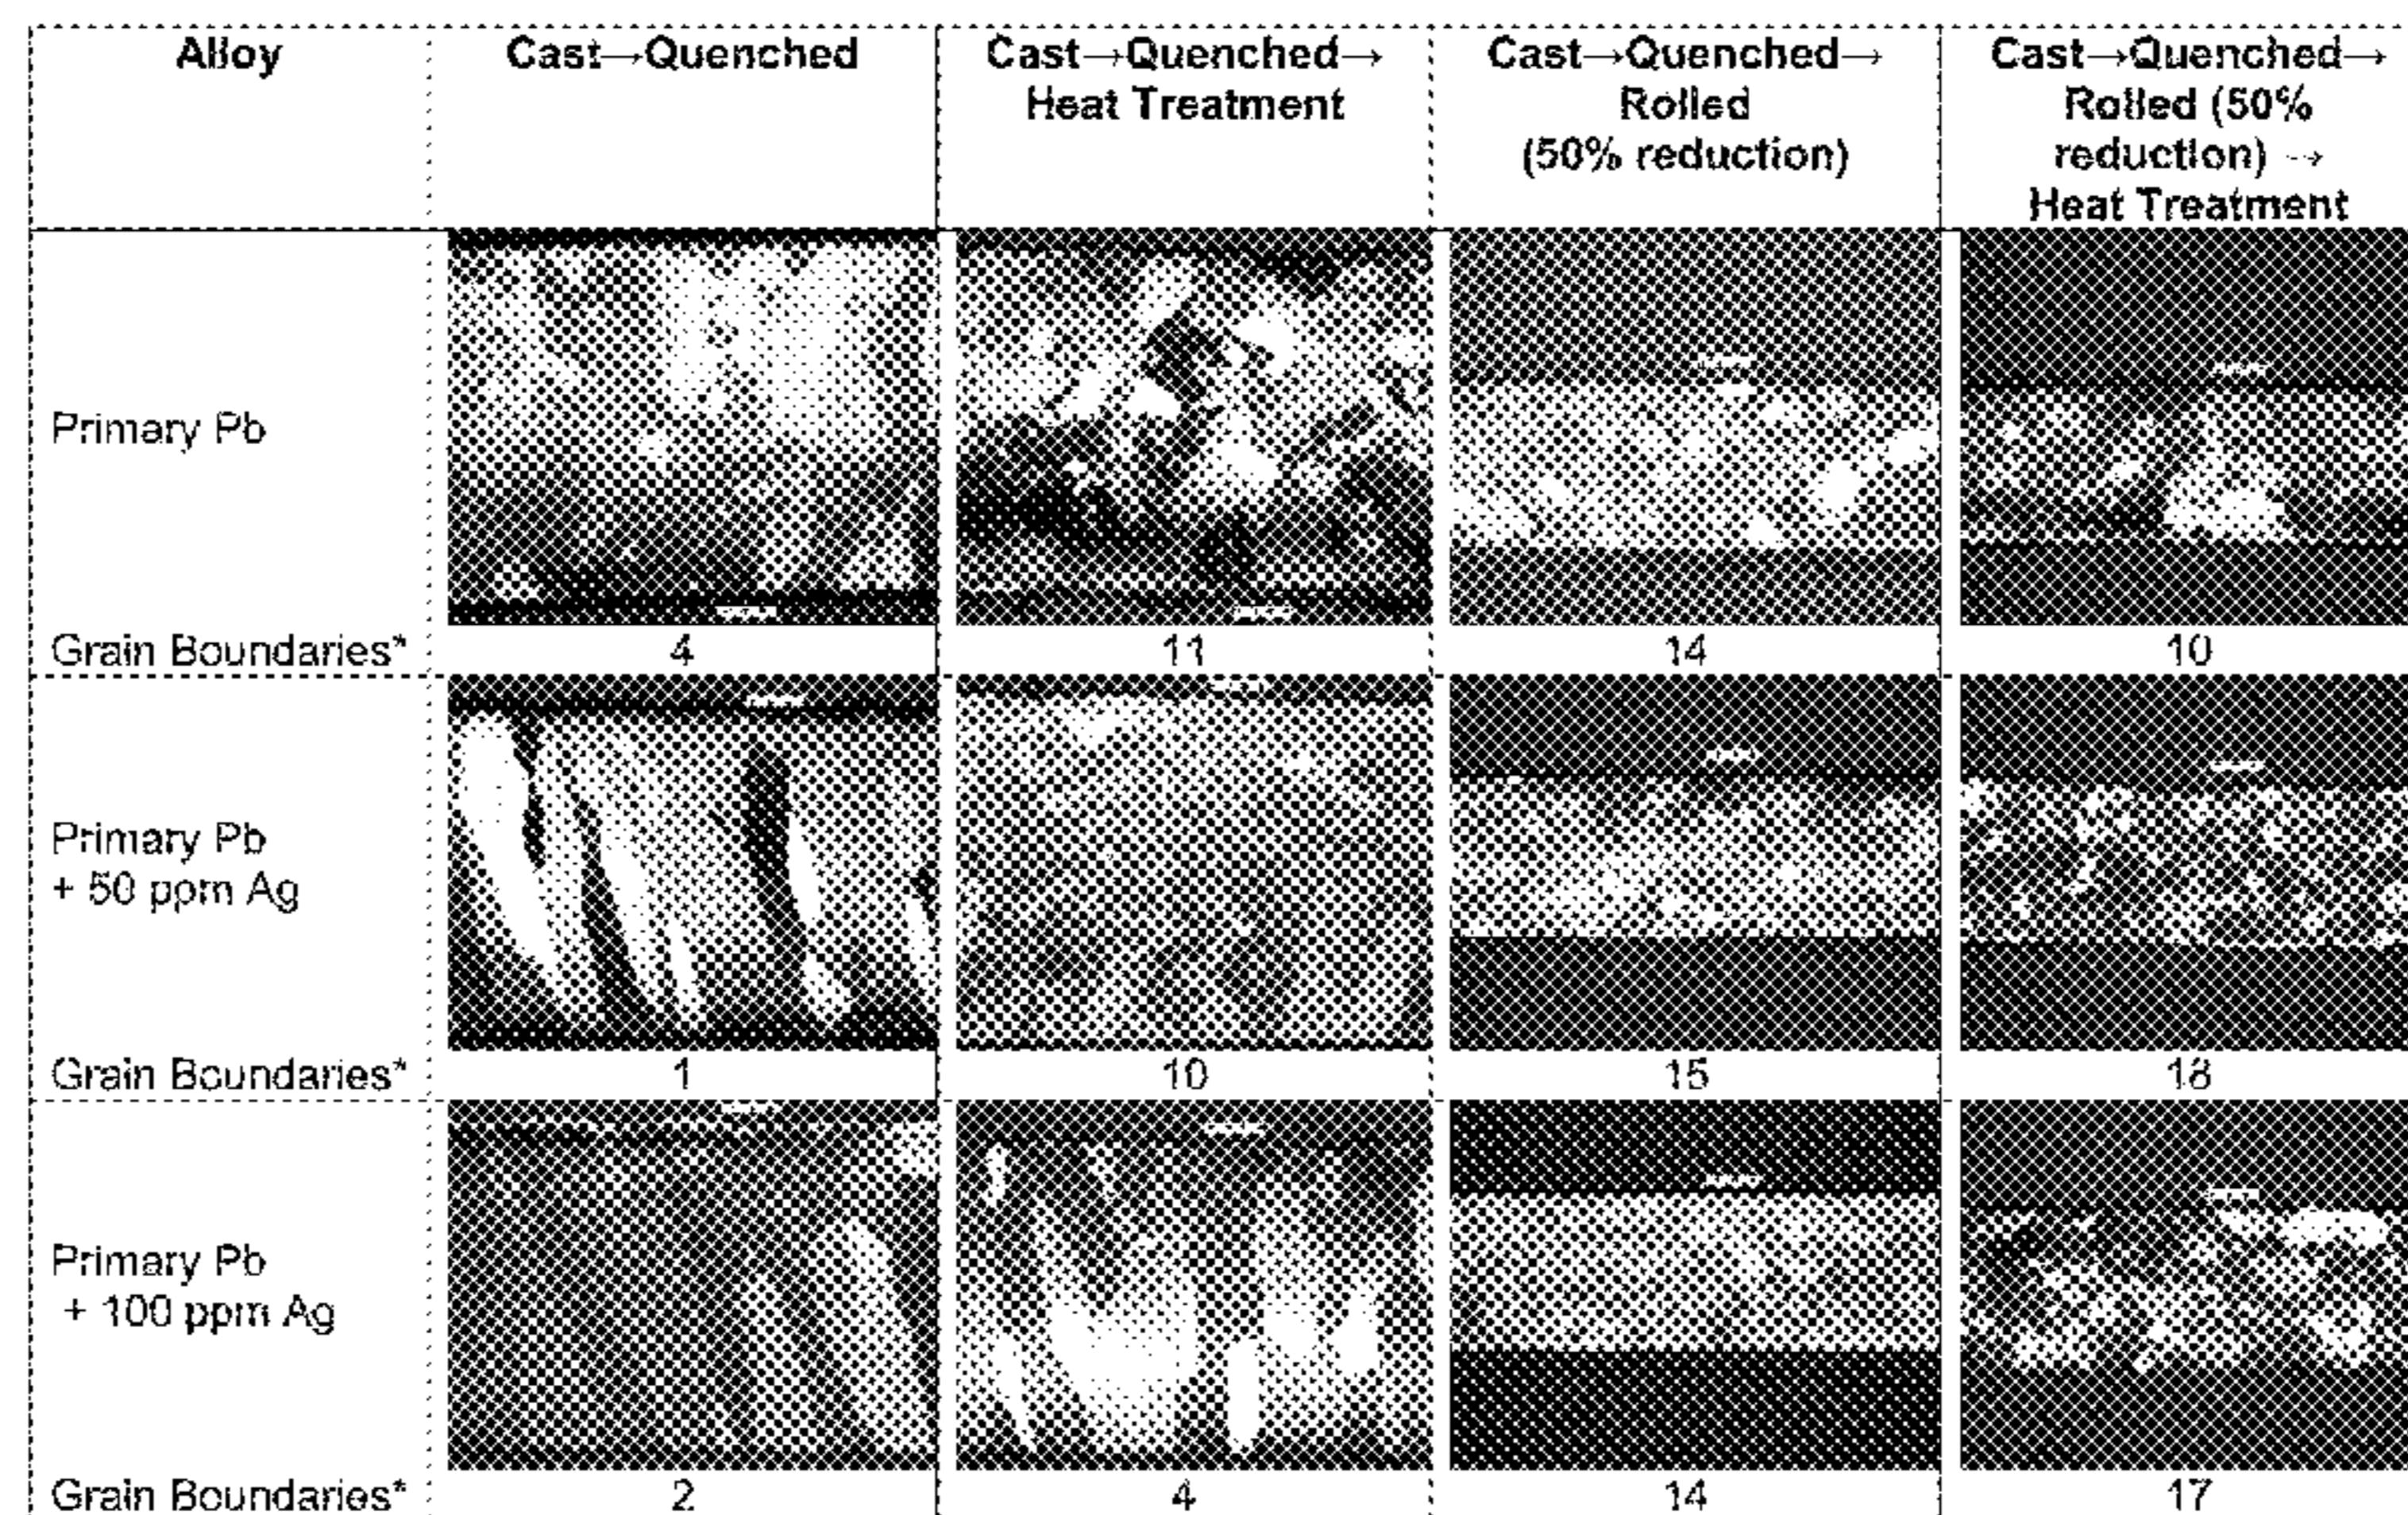 Alloy
Cast→Quenched
Cast→Quenched→
Heat Treatment
Cast→Quenched→
Rolled
(50% reduction)
Cast→Quenched→
Rolled (50%
reduction) →
Heat Treatment
Primary Pb
Grain Boundaries* 4 11 14 10
Primary Pb
+ 50 ppm Ag
Grain Boundaries* 1 10 15 18
Primary Pb
+ 100 ppm Ag
Grain Boundaries* 2 4 14 17